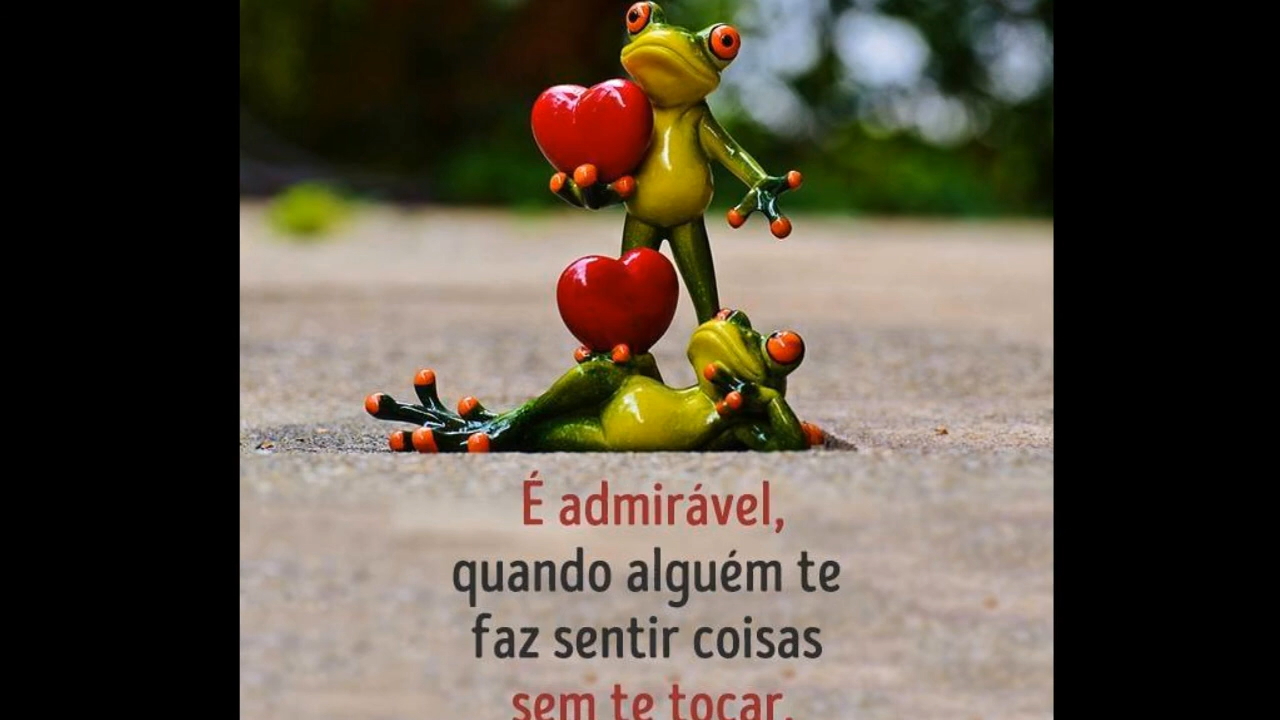 É admirável,
quando alguém te
faz sentir coisas
sem te tocar.